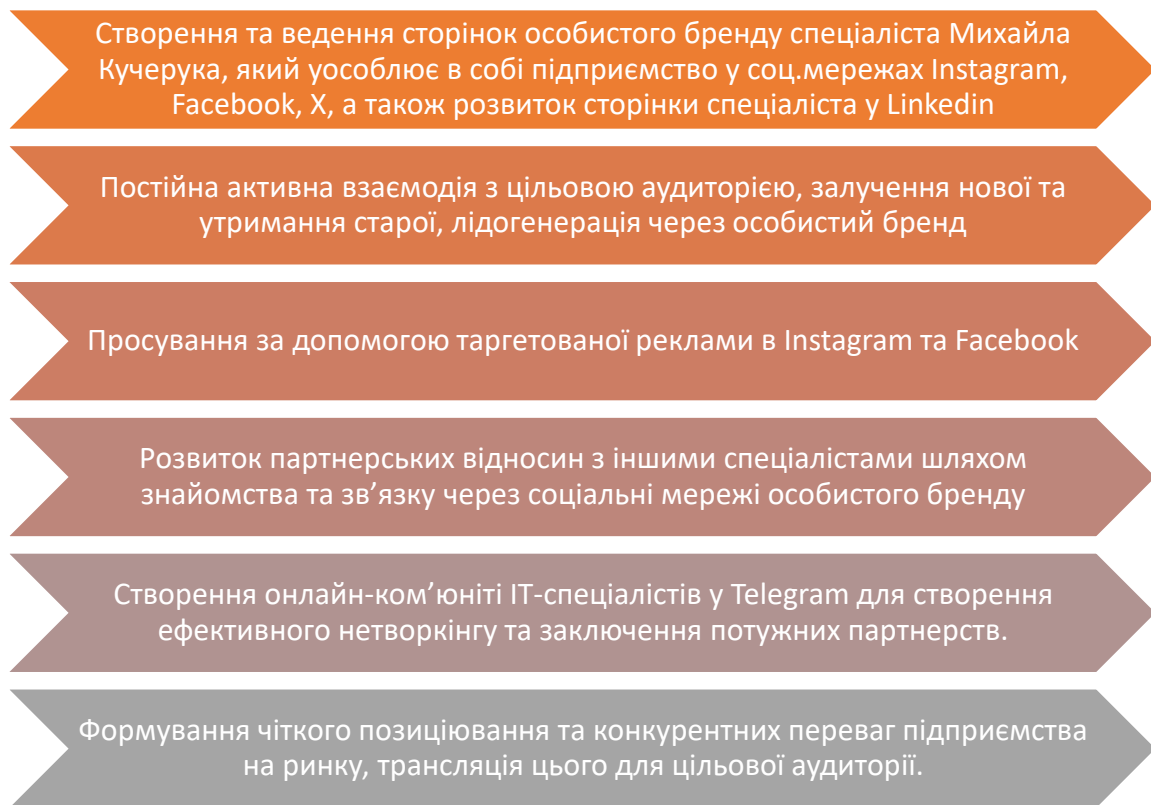 Створення та ведення сторінок особистого бренду спеціаліста Михайла
Кучерука, який уособлює в собі підприємство у соц.мережах Instagram,
Facebook, X, а також розвиток сторінки спеціаліста у Linkedin
Постійна активна взаємодія з цільовою аудиторією, залучення нової та
утримання старої, лідогенерація через особистий бренд
Просування за допомогою таргетованої реклами в Instagram та Facebook
Розвиток партнерських відносин з іншими спеціалістами шляхом
знайомства та зв’язку через соціальні мережі особистого бренду
Створення онлайн-ком’юніті IT-спеціалістів у Telegram для створення
ефективного нетворкінгу та заключення потужних партнерств.
Формування чіткого позиціювання та конкурентних переваг підприємства
на ринку, трансляція цього для цільової аудиторії.